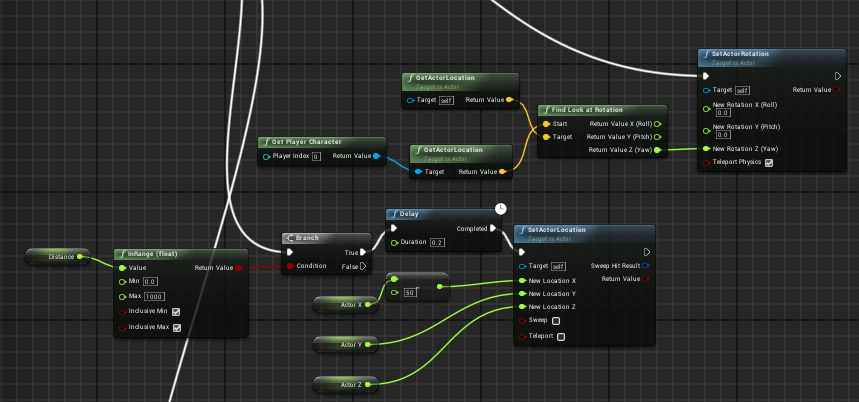 SetActorRotation
Target is Actor
Target self
Return Value
New Rotation X (Roll)
0.0
New Rotation Y (Pitch)
0.0
New Rotation Z (Yaw)
Teleport Physics
GetActorLocation
Target is Actor
Target self
Return Value
Find Look at Rotation
Start
Return Value X (Roll)
Target
Return Value Y (Pitch)
Return Value Z (Yaw)
Get Player Character
Player Index 0
Return Value
GetActorLocation
Target is Actor
Target
Return Value
Delay
Completed
Duration 0.2
Branch
True
Condition
False
SetActorLocation
Target is Actor
Target self
Sweep Hit Result
Return Value
New Location X
New Location Y
New Location Z
Sweep
Teleport
Distance
InRange (float)
Value
Return Value
Min 0.0
Max 1000
Inclusive Min
Inclusive Max
50
Actor X
Actor Y
Actor Z